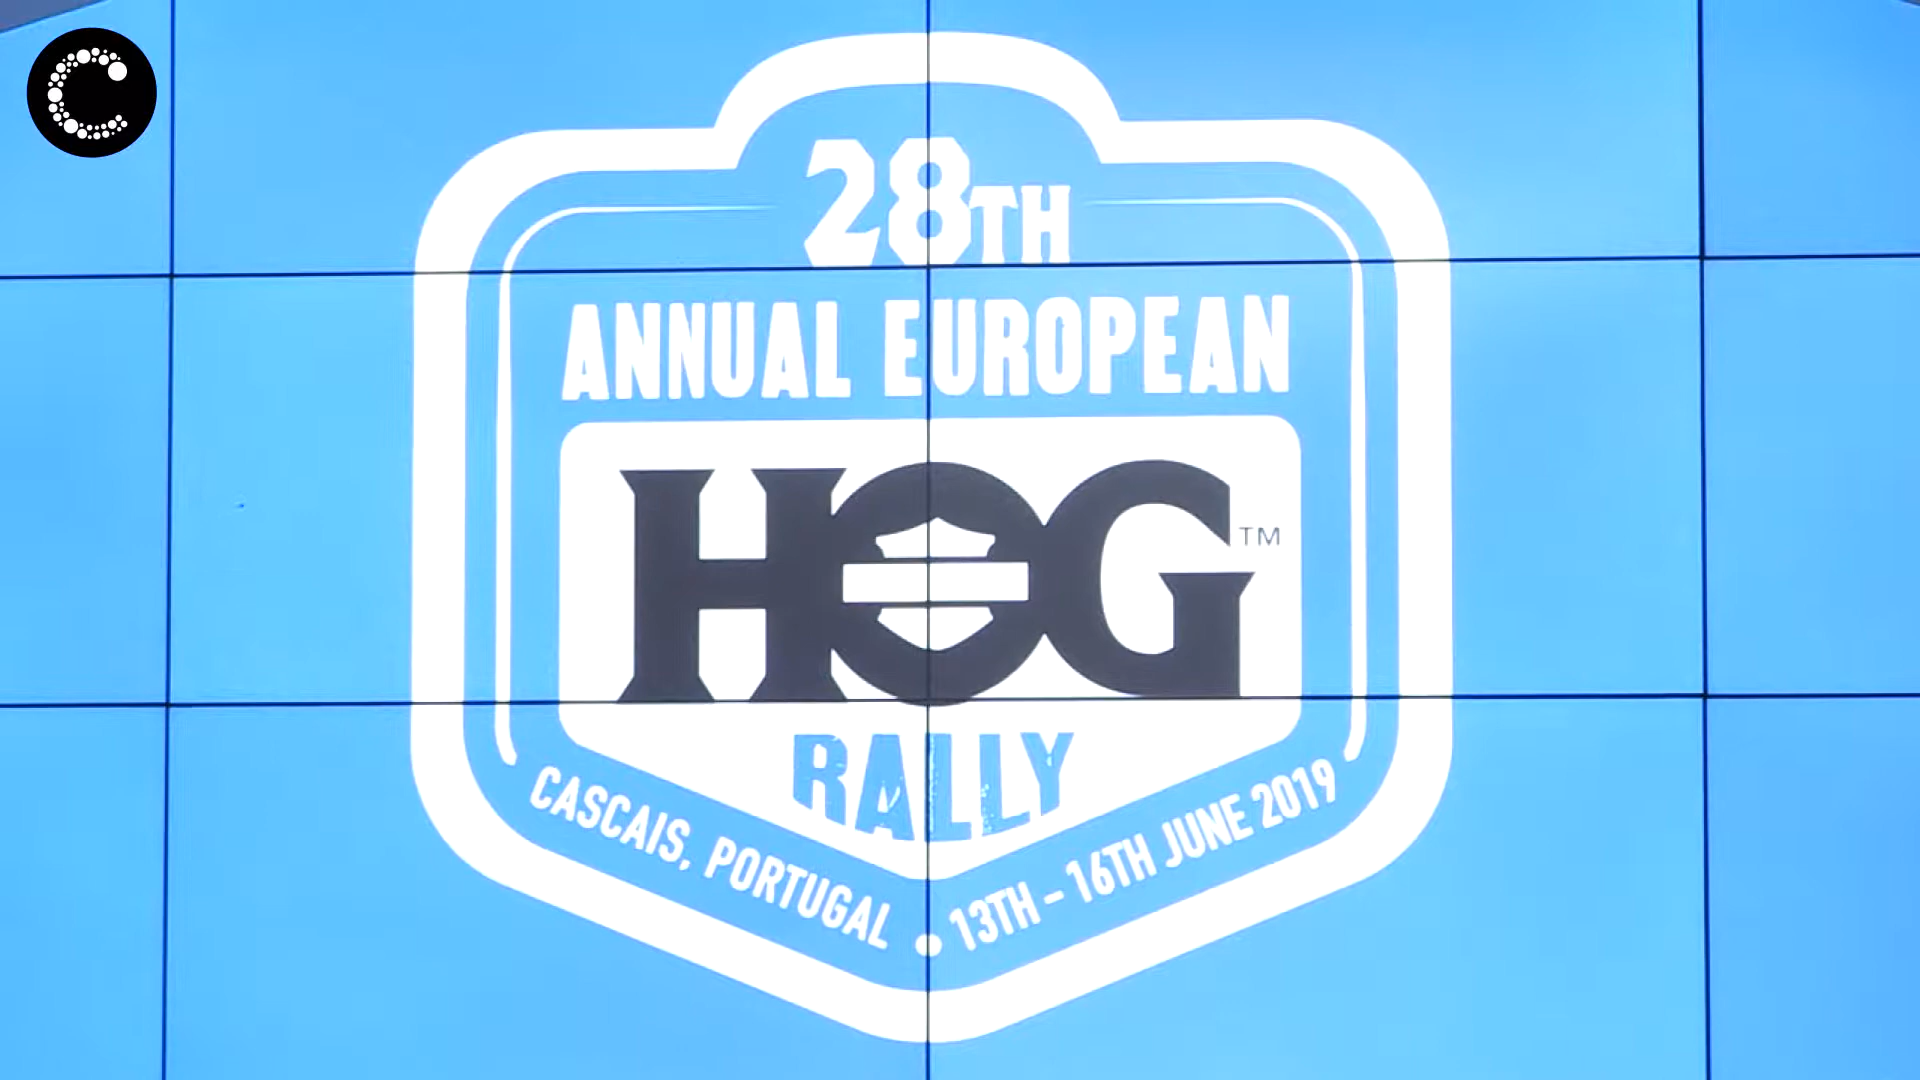 28TH
ANNUAL EUROPEAN
HOG™
RALLY
CASCAIS, PORTUGAL • 13TH – 16TH JUNE 2019